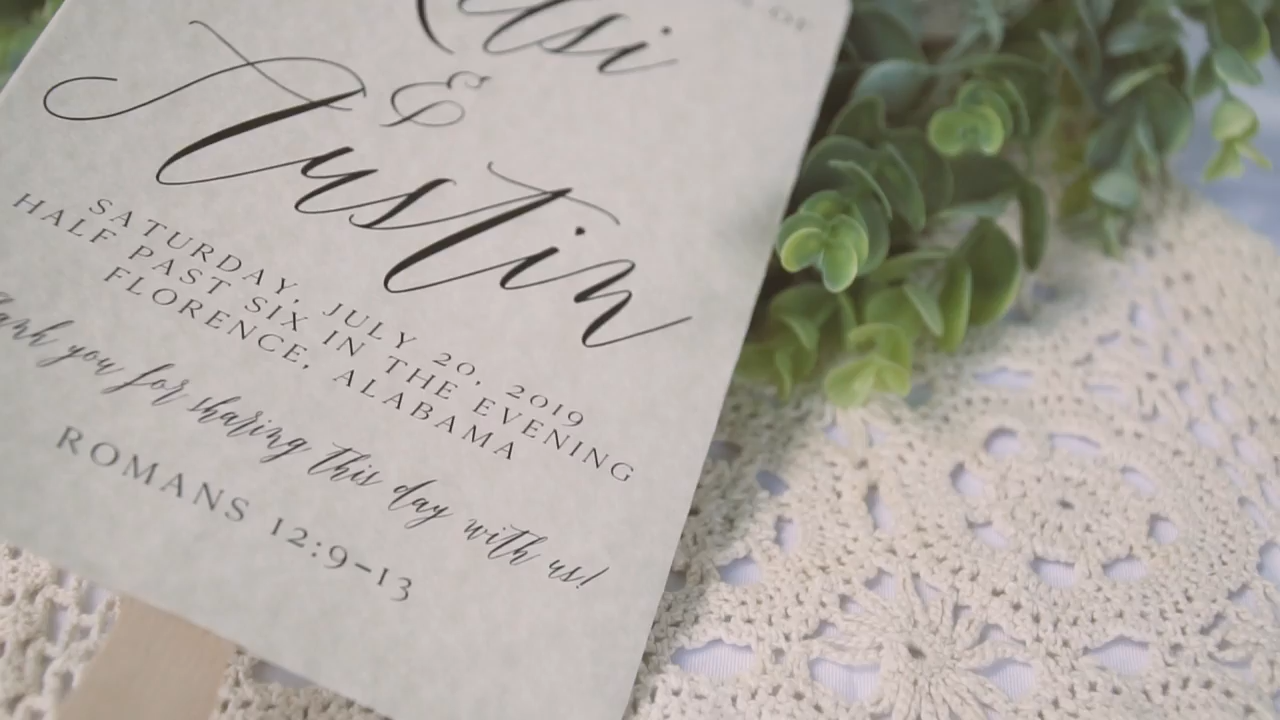 &
Austin
SATURDAY, JULY 20, 2019
HALF PAST SIX IN THE EVENING
FLORENCE, ALABAMA
you for sharing this day with us!
ROMANS 12:9-13